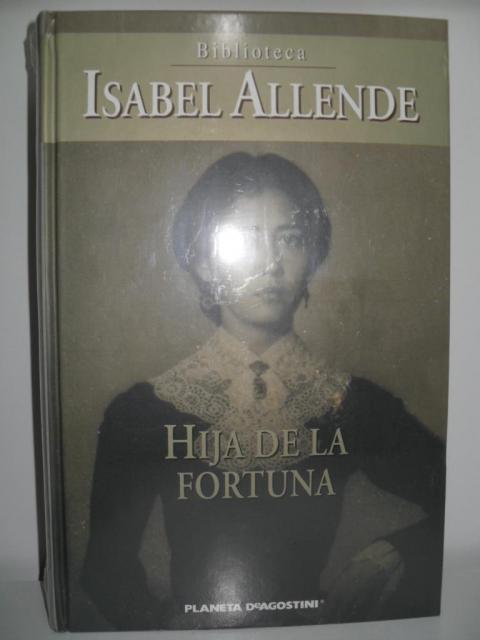 Biblioteca
ISABEL ALLENDE
HIJA DE LA
FORTUNA
PLANETA DeAGOSTINI®